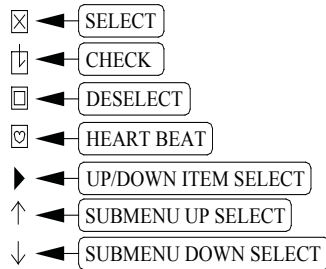 SELECT
CHECK
DESELECT
HEART BEAT
UP/DOWN ITEM SELECT
SUBMENU UP SELECT
SUBMENU DOWN SELECT